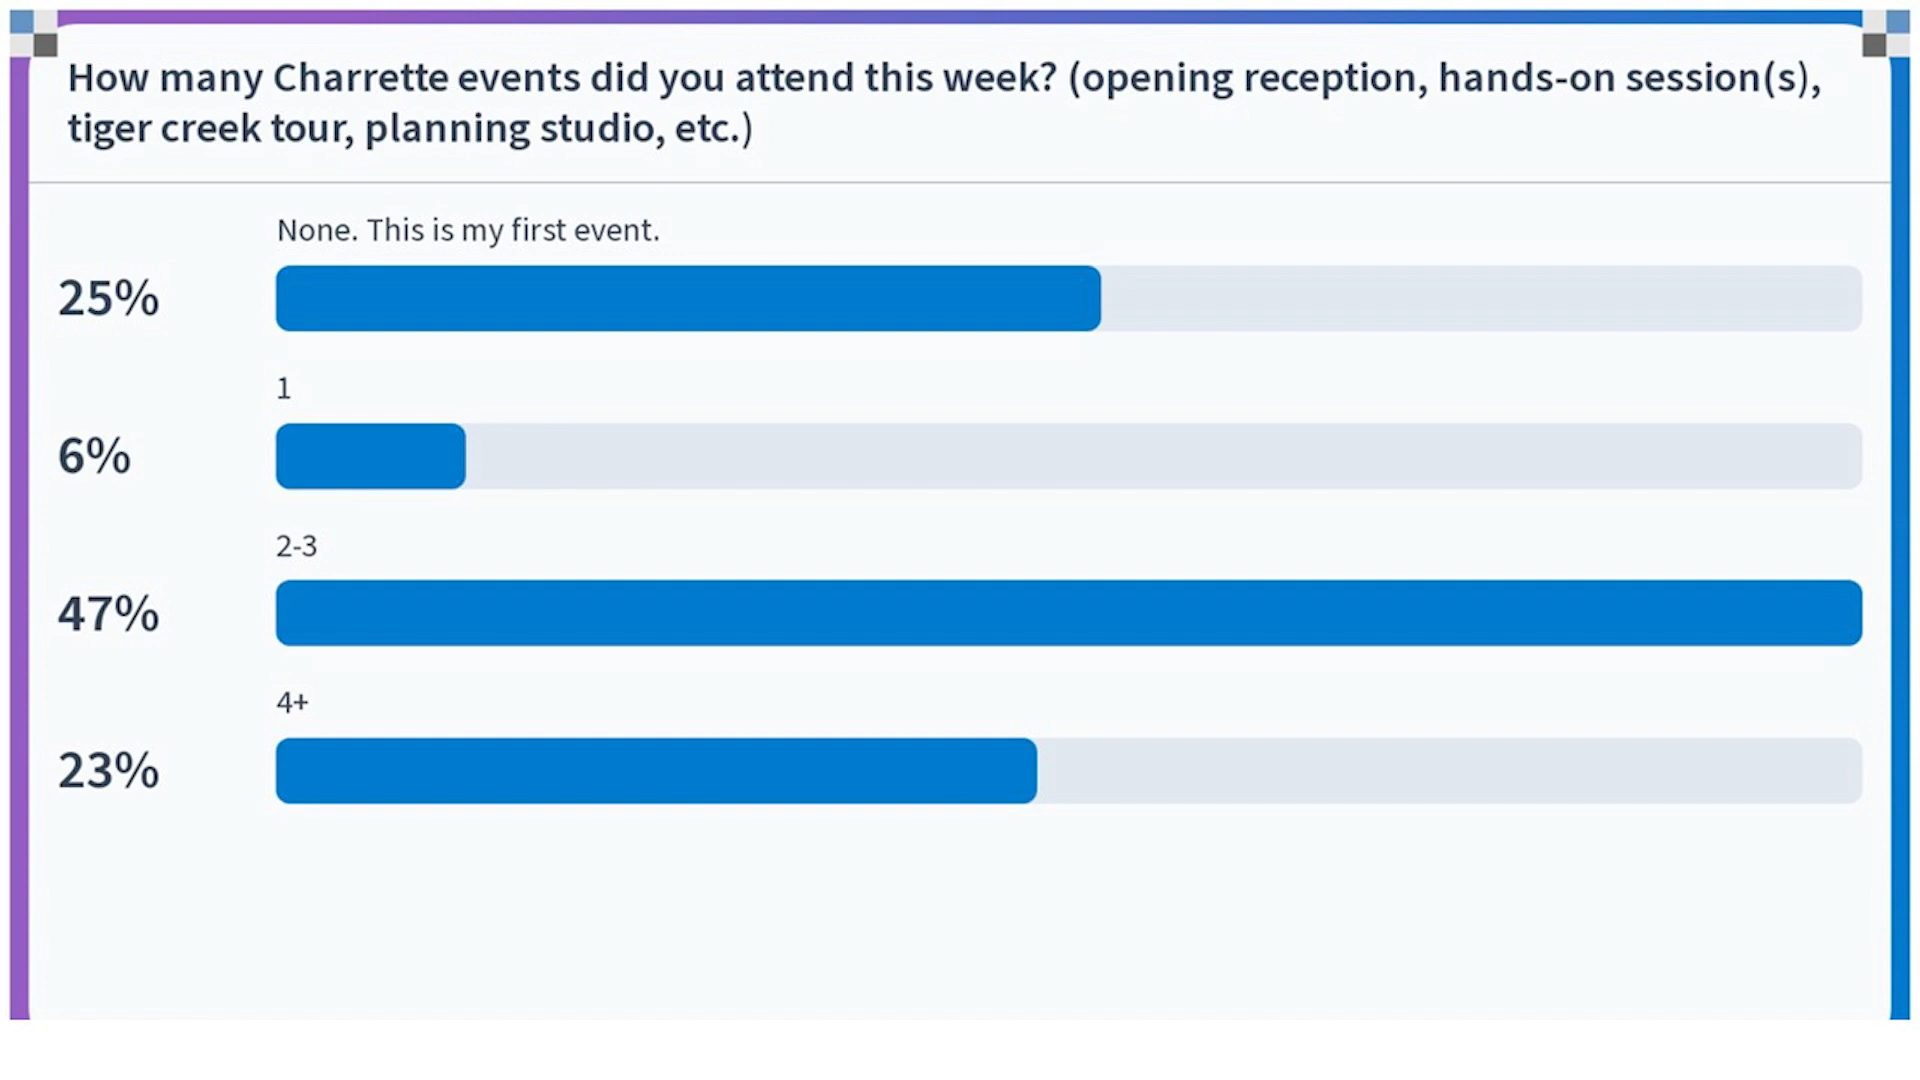 How many Charrette events did you attend this week? (opening reception, hands-on session(s),
tiger creek tour, planning studio, etc.)
None. This is my first event.
25%
1
6%
2-3
47%
4+
23%